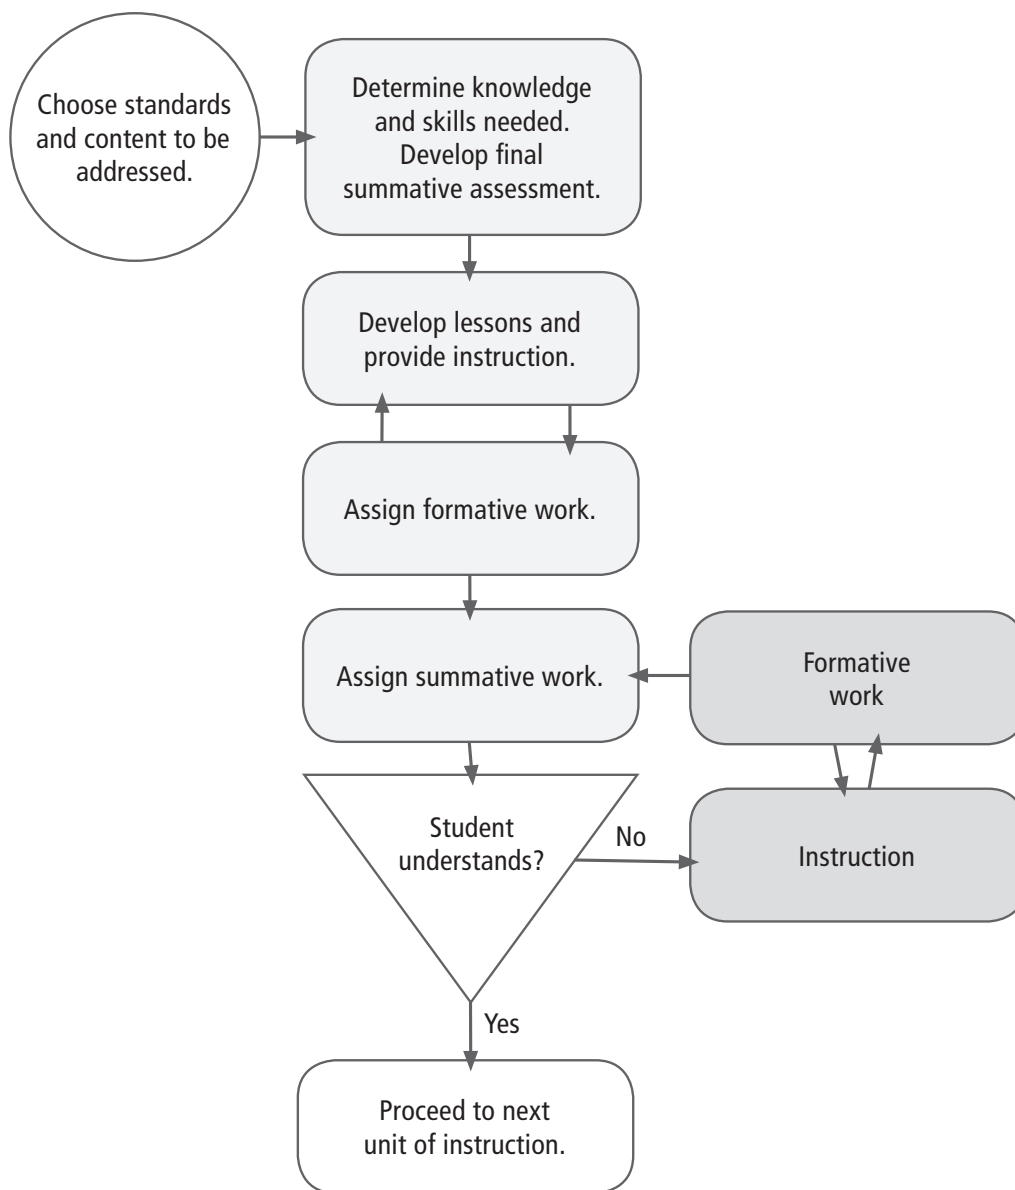 Choose standards
and content to be
addressed.
Determine knowledge
and skills needed.
Develop final
summative assessment.
Develop lessons and
provide instruction.
Assign formative work.
Assign summative work.
Formative
work
Student
understands?
No
Instruction
Yes
Proceed to next
unit of instruction.